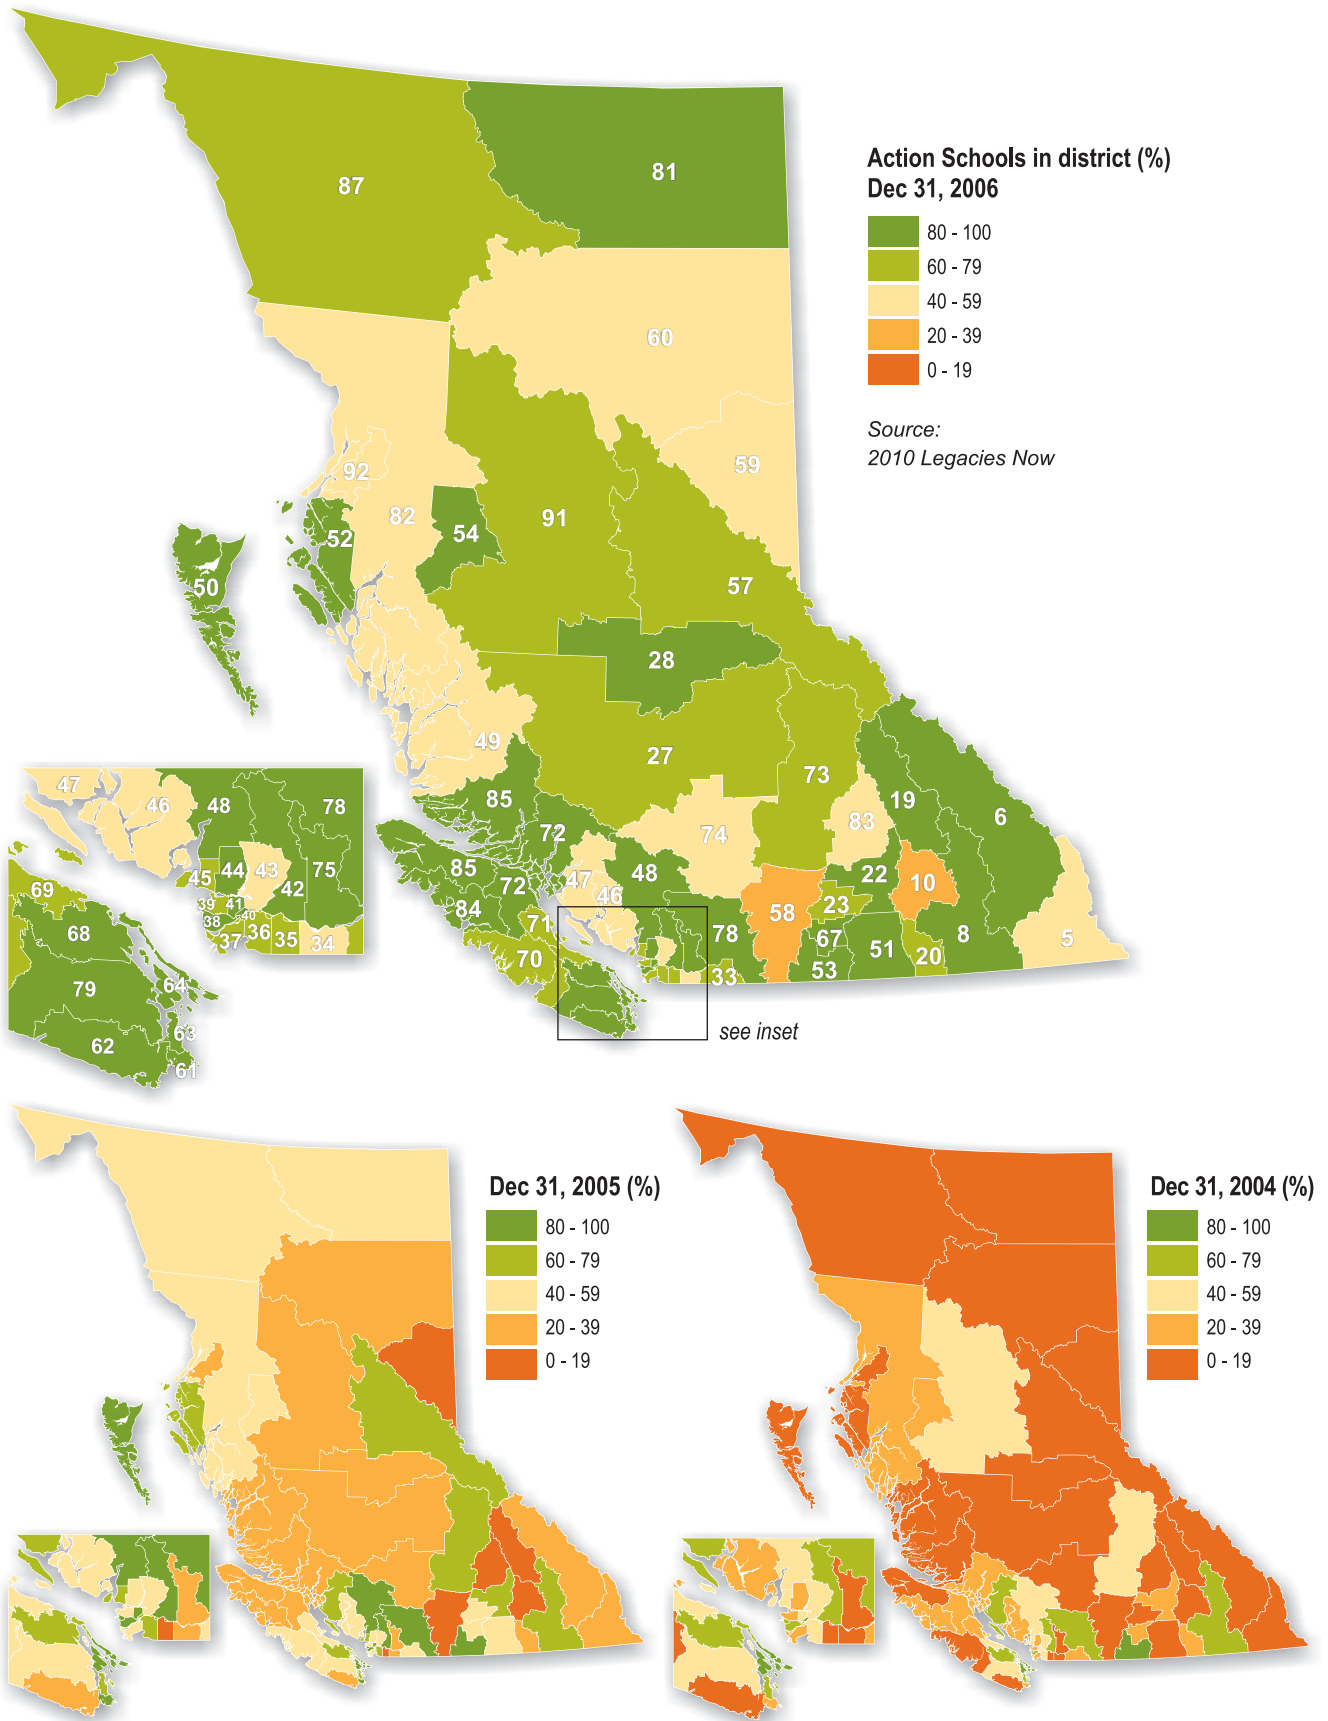 81
87
Action Schools in district (%)
Dec 31, 2006
80 - 100
60 - 79
40 - 59
20 - 39
0 - 19
Source:
2010 Legacies Now
60
59
92
82
54
91
52
50
57
28
49
27
73
19
6
85
72
74
83
48
85
47
22
10
72
46
84
58
23
71
78
67
8
5
70
51
20
33
53
see inset
47
46
48
78
44
43
75
45
42
69
39
41
40
38
36
37
35
34
68
79
64
63
62
61
Dec 31, 2005 (%)
80 - 100
60 - 79
40 - 59
20 - 39
0 - 19
Dec 31, 2004 (%)
80 - 100
60 - 79
40 - 59
20 - 39
0 - 19